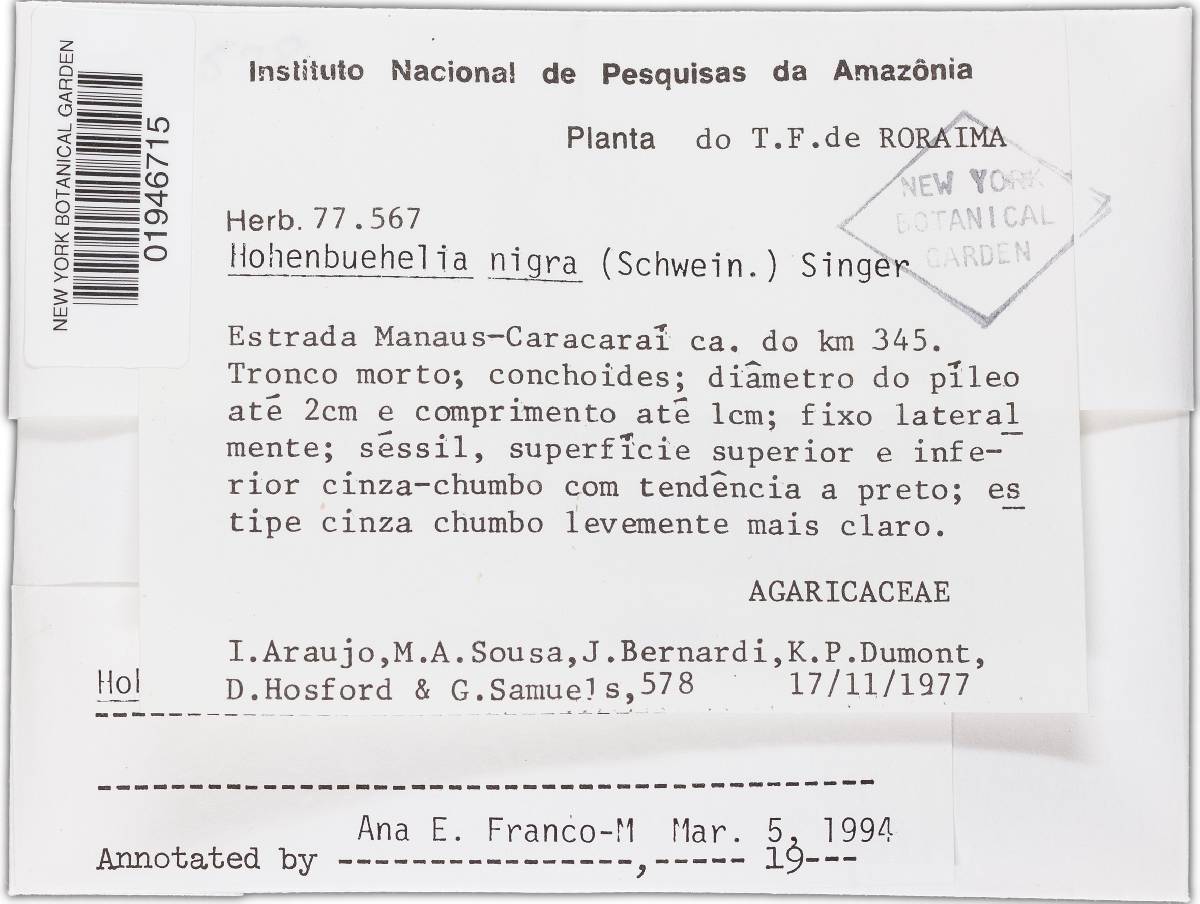 NEW YORK BOTANICAL GARDEN
01946715
Instituto Nacional de Pesquisas da Amazônia
Planta do T.F.de RORAIMA
NEW YORK
BOTANICAL
GARDEN
Herb. 77.567
Hohenbuehelia nigra (Schwein.) Singer
Estrada Manaus-Caracaraí ca. do km 345.
Tronco morto; conchoides; diâmetro do píleo
até 2cm e comprimento até 1cm; fixo lateral
mente; séssil, superfície superior e infe-
rior cinza-chumbo com tendência a preto; es
tipe cinza chumbo levemente mais claro.
AGARICACEAE
I.Araujo,M.A.Sousa,J.Bernardi,K.P.Dumont,
D.Hosford & G.Samuels,578 17/11/1977
Hol
Ana E. Franco-M Mar. 5, 1994
Annotated by ----------------,----- 19---